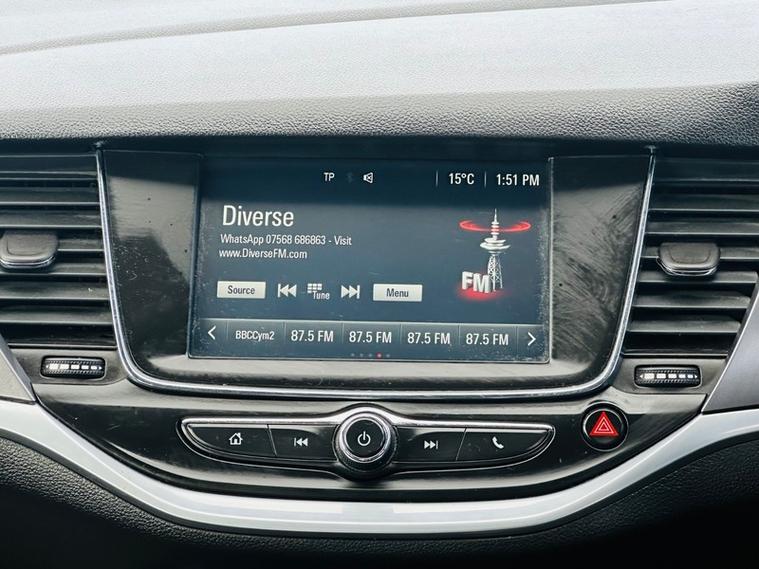 TP 15°C 1:51 PM
Diverse
WhatsApp 07568 686863 - Visit
www.DiverseFM.com
FM
Source Tune Menu
BBCCym2 87.5 FM 87.5 FM 87.5 FM 87.5 FM